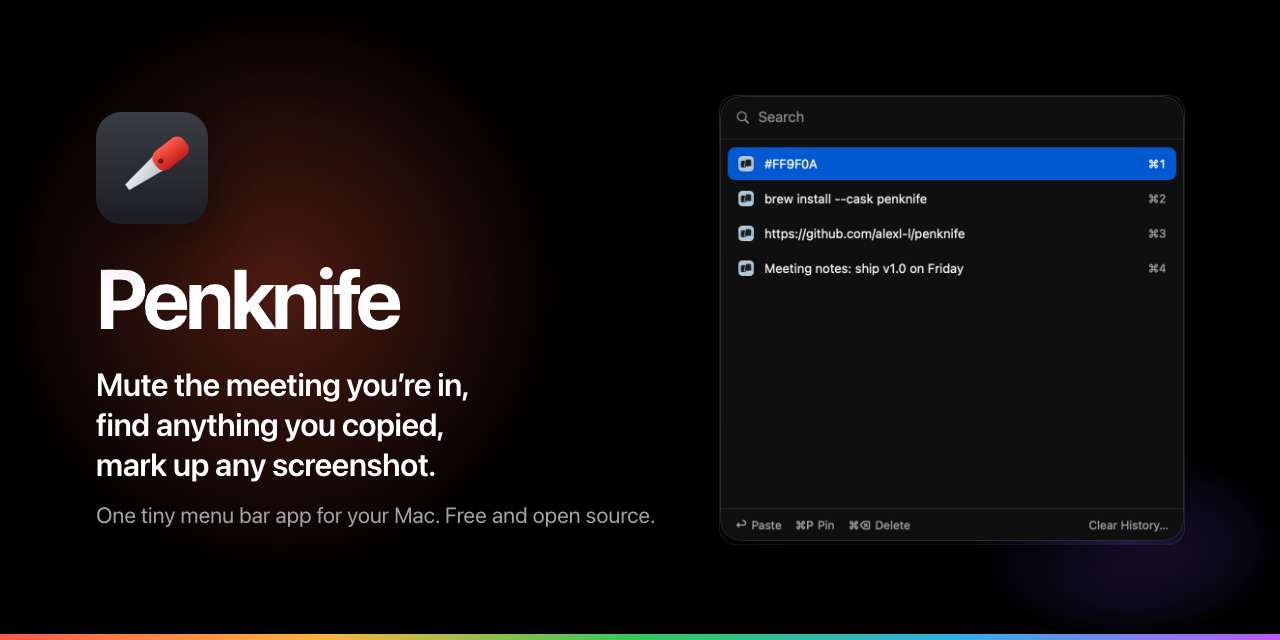 Penknife
Mute the meeting you’re in,
find anything you copied,
mark up any screenshot.
One tiny menu bar app for your Mac. Free and open source.
Search
#FF9F0A ⌘1
brew install --cask penknife ⌘2
https://github.com/alexl-l/penknife ⌘3
Meeting notes: ship v1.0 on Friday ⌘4
↩ Paste ⌘P Pin ⌘⌫ Delete Clear History...